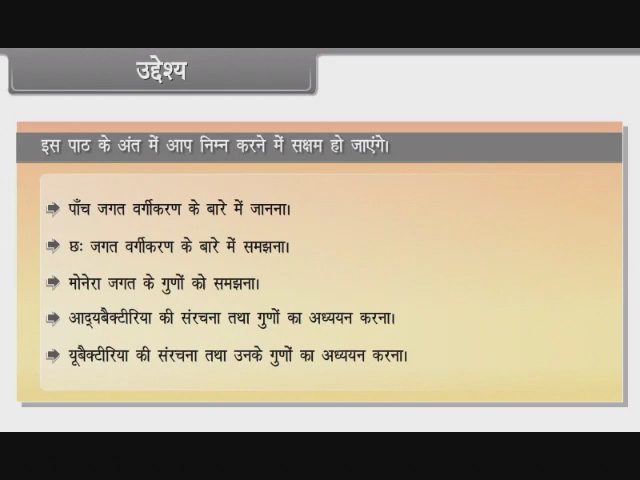 उद्देश्य
इस पाठ के अंत में आप निम्न करने में सक्षम हो जाएंगे।
पाँच जगत वर्गीकरण के बारे में जानना।
छः जगत वर्गीकरण के बारे में समझना।
मोनेरा जगत के गुणों को समझना।
आद्यबैक्टीरिया की संरचना तथा गुणों का अध्ययन करना।
यूबैक्टीरिया की संरचना तथा उनके गुणों का अध्ययन करना।